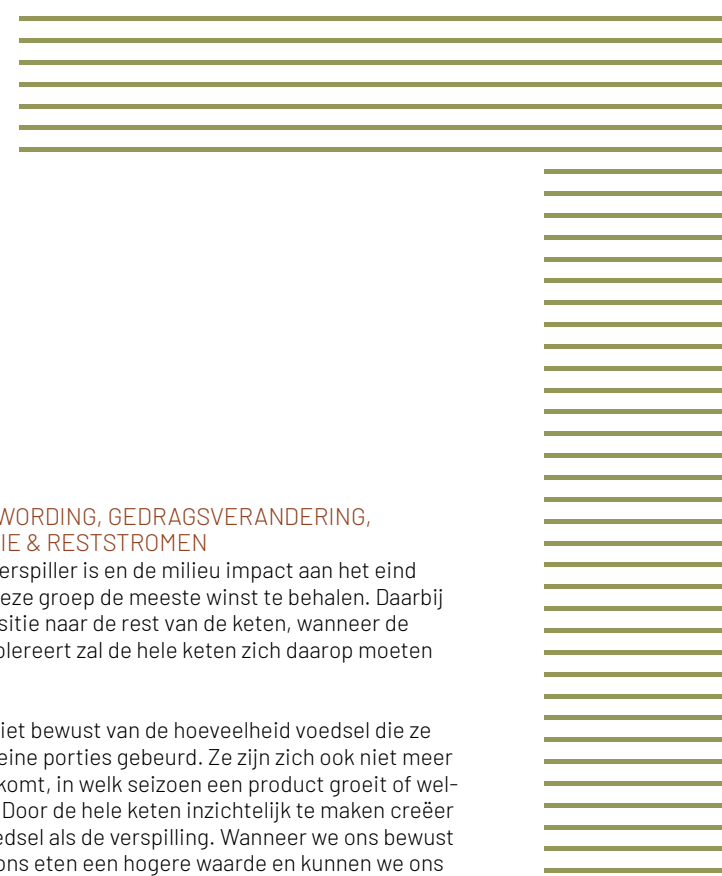 WORDING, GEDRAGSVERANDERING,
IE & RESTSTROMEN
erspiller is en de milieu impact aan het eind
eze groep de meeste winst te behalen. Daarbij
sitie naar de rest van de keten, wanneer de
olereert zal de hele keten zich daarop moeten
iet bewust van de hoeveelheid voedsel die ze
eine porties gebeurd. Ze zijn zich ook niet meer
komt, in welk seizoen een product groeit of wel-
Door de hele keten inzichtelijk te maken creëer
edsel als de verspilling. Wanneer we ons bewust
ons eten een hogere waarde en kunnen we ons